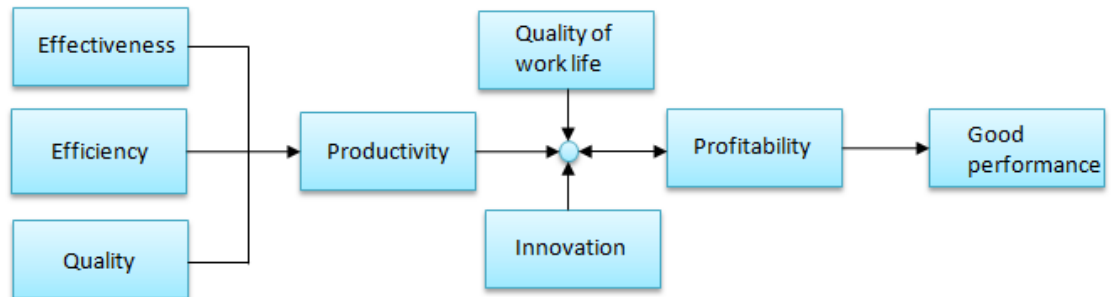 Effectiveness
Efficiency
Quality
Productivity
Quality of
work life
Innovation
Profitability
Good
performance